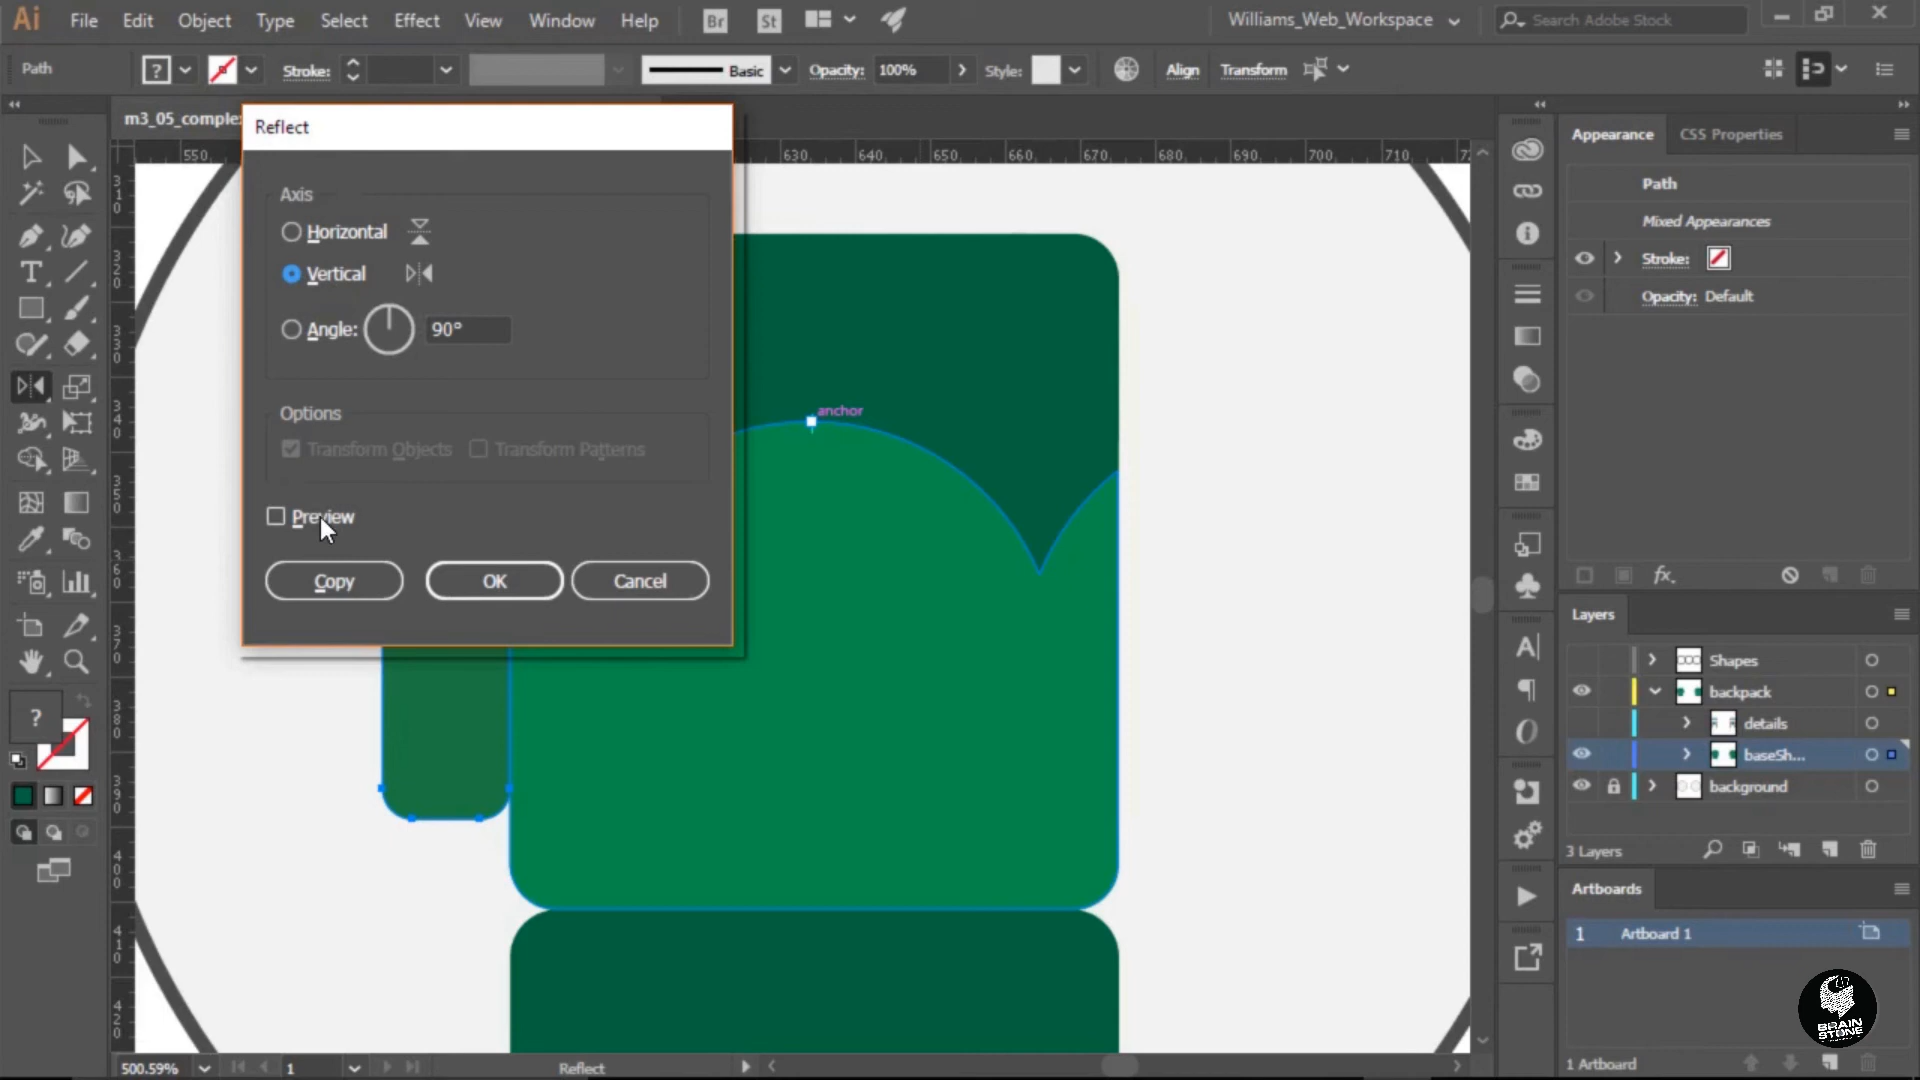 Ai File Edit Object Type Select Effect View Window Help Br St Williams_Web_Workspace Search Adobe Stock
Path ? Stroke: Basic Opacity: 100% Style: Align Transform
m3_05_comple
Reflect
550 630 640 650 660 670 680 690 700 710
Axis
Horizontal
Vertical
Angle: 90°
Options
Transform Objects Transform Patterns
Preview
Copy OK Cancel
anchor
Appearance CSS Properties
Path
Mixed Appearances
Stroke:
Opacity: Default
fx.
Layers
Shapes
backpack
details
baseSh...
background
3 Layers
Artboards
1 Artboard 1
1 Artboard
?
500.59% 1 Reflect
BRAIN
STONE